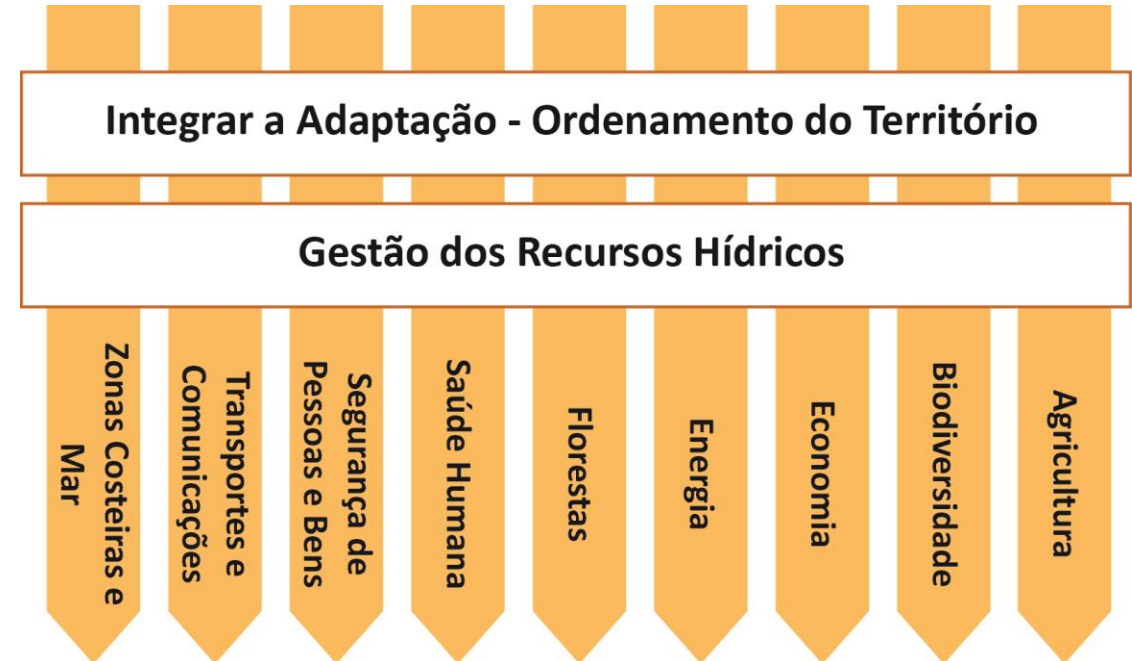 Integrar a Adaptação - Ordenamento do Território
Gestão dos Recursos Hídricos
Zonas Costeiras e
Mar
Transportes e
Comunicações
Segurança de
Pessoas e Bens
Saúde Humana
Florestas
Energia
Economia
Biodiversidade
Agricultura